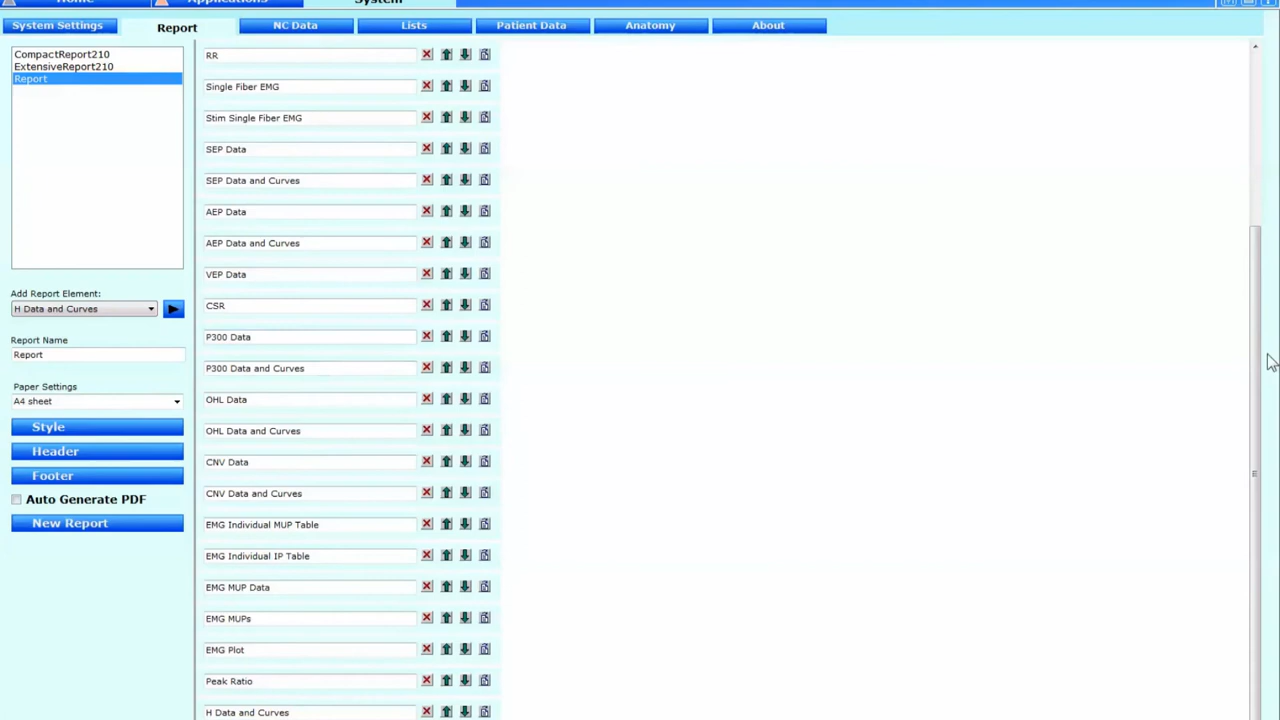 Home Applications System
System Settings Report NC Data Lists Patient Data Anatomy About
CompactReport210
ExtensiveReport210
Report
Add Report Element:
H Data and Curves
Report Name
Report
Paper Settings
A4 sheet
Style
Header
Footer
Auto Generate PDF
New Report
RR
Single Fiber EMG
Stim Single Fiber EMG
SEP Data
SEP Data and Curves
AEP Data
AEP Data and Curves
VEP Data
CSR
P300 Data
P300 Data and Curves
OHL Data
OHL Data and Curves
CNV Data
CNV Data and Curves
EMG Individual MUP Table
EMG Individual IP Table
EMG MUP Data
EMG MUPs
EMG Plot
Peak Ratio
H Data and Curves